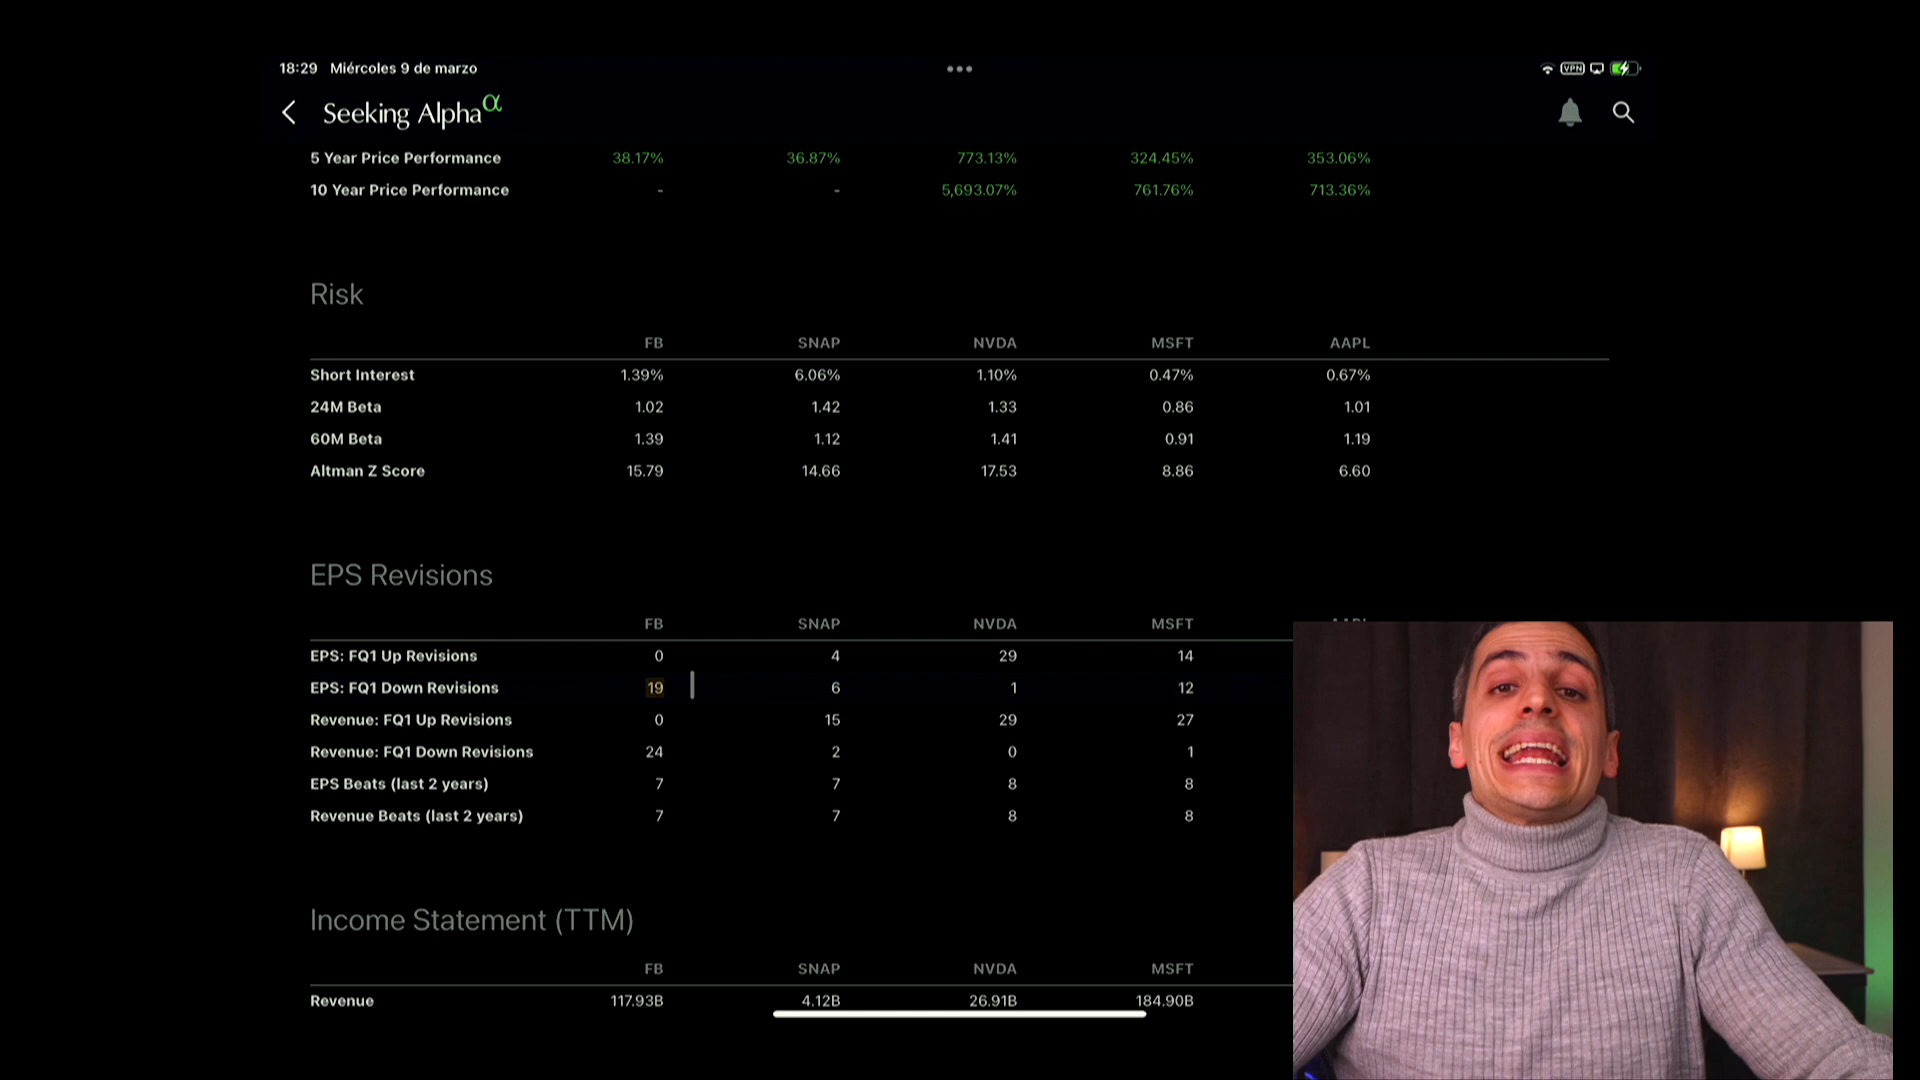 18:29 Miércoles 9 de marzo
VPN
Seeking Alpha α
5 Year Price Performance 38.17% 36.87% 773.13% 324.45% 353.06%
10 Year Price Performance - - 5,693.07% 761.76% 713.36%
Risk
FB SNAP NVDA MSFT AAPL
Short Interest 1.39% 6.06% 1.10% 0.47% 0.67%
24M Beta 1.02 1.42 1.33 0.86 1.01
60M Beta 1.39 1.12 1.41 0.91 1.19
Altman Z Score 15.79 14.66 17.53 8.86 6.60
EPS Revisions
FB SNAP NVDA MSFT
EPS: FQ1 Up Revisions 0 4 29 14
EPS: FQ1 Down Revisions 19 6 1 12
Revenue: FQ1 Up Revisions 0 15 29 27
Revenue: FQ1 Down Revisions 24 2 0 1
EPS Beats (last 2 years) 7 7 8 8
Revenue Beats (last 2 years) 7 7 8 8
Income Statement (TTM)
FB SNAP NVDA MSFT
Revenue 117.93B 4.12B 26.91B 184.90B